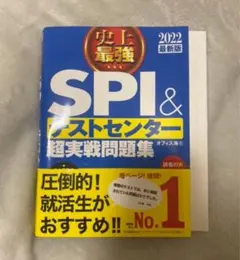 史上
最強
2022
最新版
SPI&
テストセンター
超実戦問題集
オフィス海
圧倒的!
就活生が
おすすめ!!
No.1